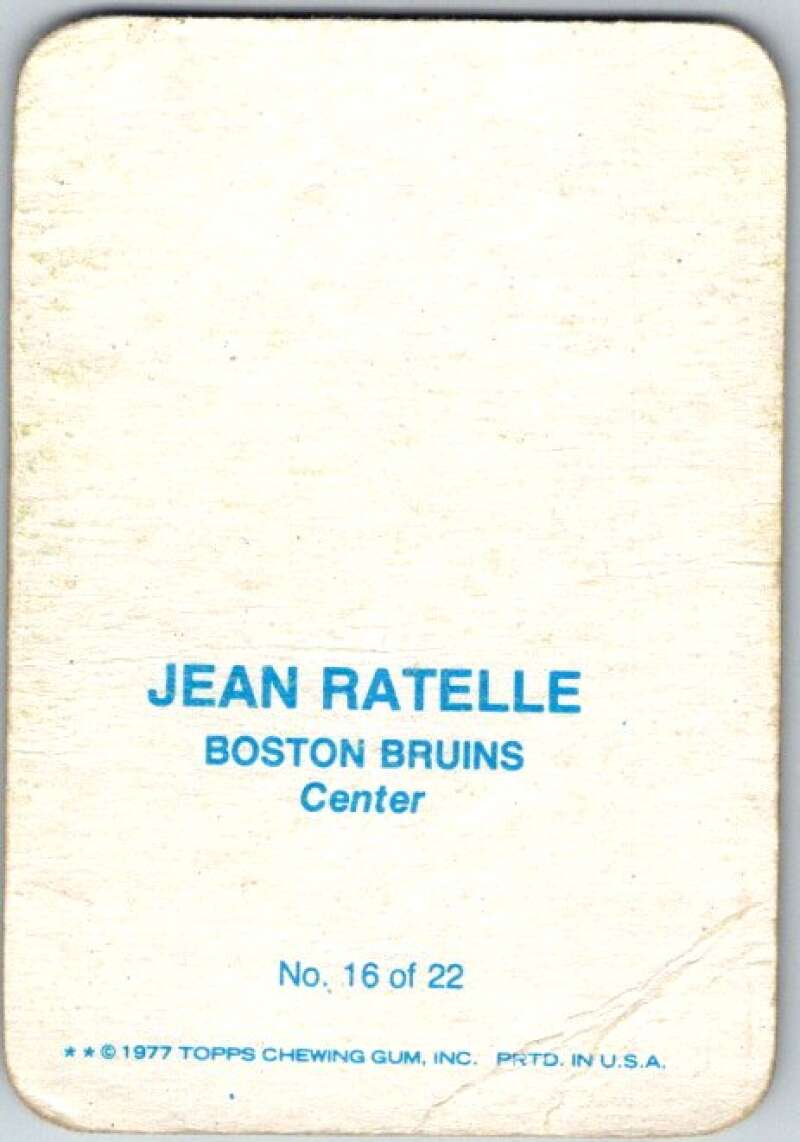 JEAN RATELLE
BOSTON BRUINS
Center
No. 16 of 22
* * © 1977 TOPPS CHEWING GUM, INC. PRTD. IN U.S.A.